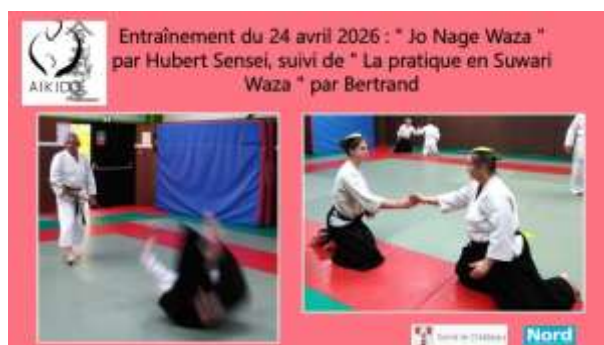 Entraînement du 24 avril 2026 : " Jo Nage Waza "
par Hubert Sensei, suivi de " La pratique en Suwari
Waza " par Bertrand
AIKIDO
Nord